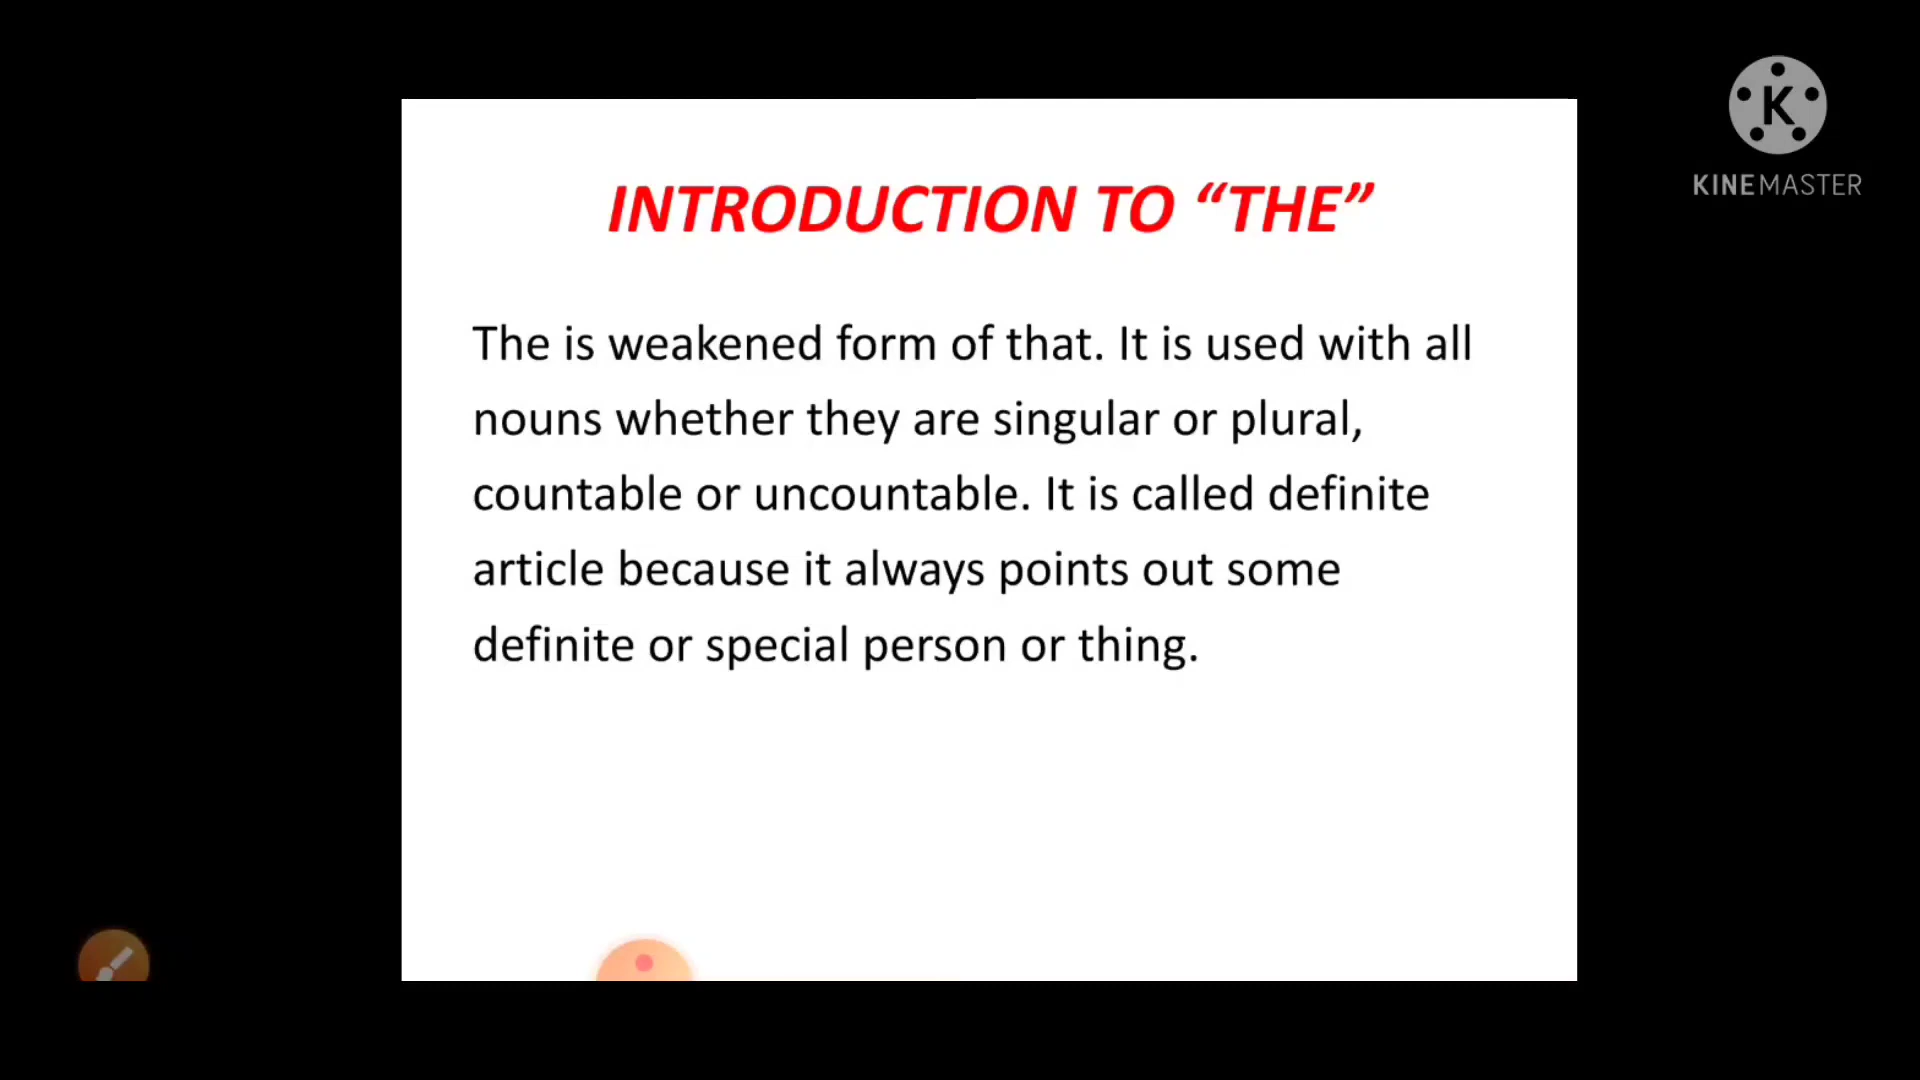 INTRODUCTION TO “THE”
The is weakened form of that. It is used with all
nouns whether they are singular or plural,
countable or uncountable. It is called definite
article because it always points out some
definite or special person or thing.
K
KINEMASTER